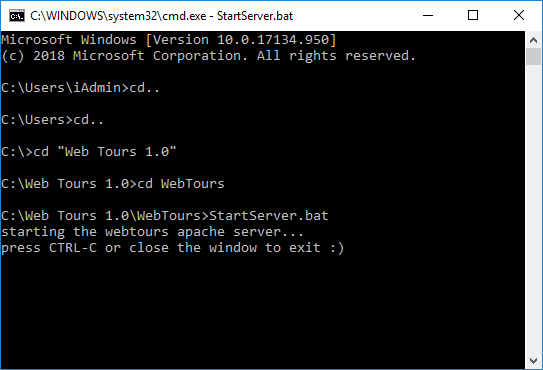 C:\WINDOWS\system32\cmd.exe - StartServer.bat
Microsoft Windows [Version 10.0.17134.950]
(c) 2018 Microsoft Corporation. All rights reserved.
C:\Users\iAdmin>cd..
C:\Users>cd..
C:\>cd "Web Tours 1.0"
C:\Web Tours 1.0>cd WebTours
C:\Web Tours 1.0\WebTours>StartServer.bat
starting the webtours apache server...
press CTRL-C or close the window to exit :)